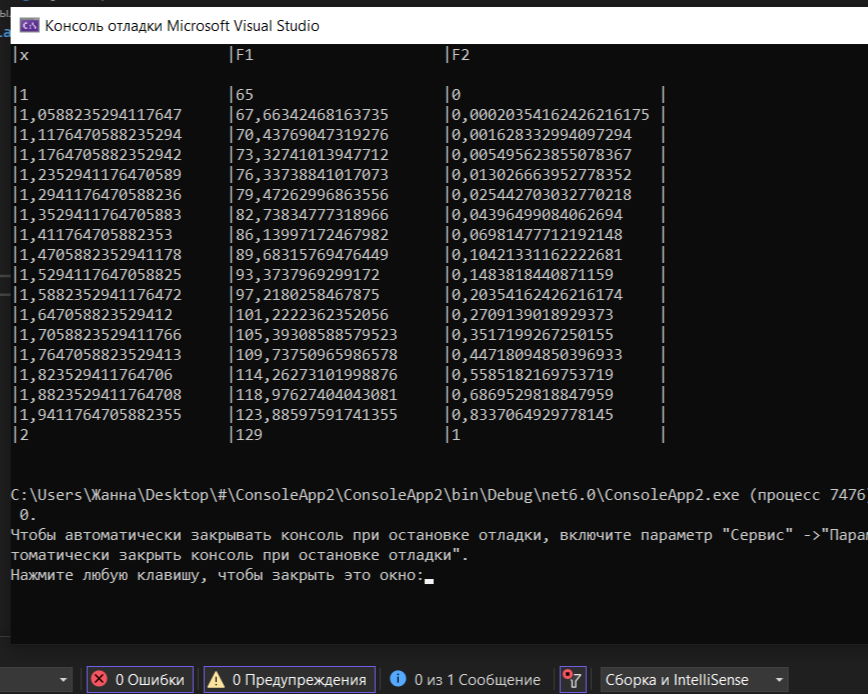 Консоль отладки Microsoft Visual Studio
|x |F1 |F2
|1 |65 |0 |
|1,0588235294117647 |67,66342468163735 |0,00020354162426216175 |
|1,1176470588235294 |70,43769047319276 |0,001628332994097294 |
|1,1764705882352942 |73,32741013947712 |0,005495623855078367 |
|1,2352941176470589 |76,33738841017073 |0,013026663952778352 |
|1,2941176470588236 |79,47262996863556 |0,025442703032770218 |
|1,3529411764705883 |82,73834777318966 |0,04396499084062694 |
|1,411764705882353 |86,13997172467982 |0,06981477712192148 |
|1,4705882352941178 |89,68315769476449 |0,10421331162222681 |
|1,5294117647058825 |93,3737969299172 |0,1483818440871159 |
|1,5882352941176472 |97,2180258467875 |0,20354162426216174 |
|1,647058823529412 |101,2222362352056 |0,2709139018929373 |
|1,7058823529411766 |105,39308588579523 |0,3517199267250155 |
|1,7647058823529413 |109,73750965986578 |0,44718094850396933 |
|1,823529411764706 |114,26273101998876 |0,5585182169753719 |
|1,8823529411764708 |118,97627404043081 |0,6869529818847959 |
|1,9411764705882355 |123,88597591741355 |0,8337064929778145 |
|2 |129 |1 |
C:\Users\Жанна\Desktop\#\ConsoleApp2\ConsoleApp2\bin\Debug\net6.0\ConsoleApp2.exe (процесс 7476
0.
Чтобы автоматически закрывать консоль при остановке отладки, включите параметр "Сервис" ->"Парам
томатически закрыть консоль при остановке отладки".
Нажмите любую клавишу, чтобы закрыть это окно:
0 Ошибки 0 Предупреждения 0 из 1 Сообщение Сборка и IntelliSense